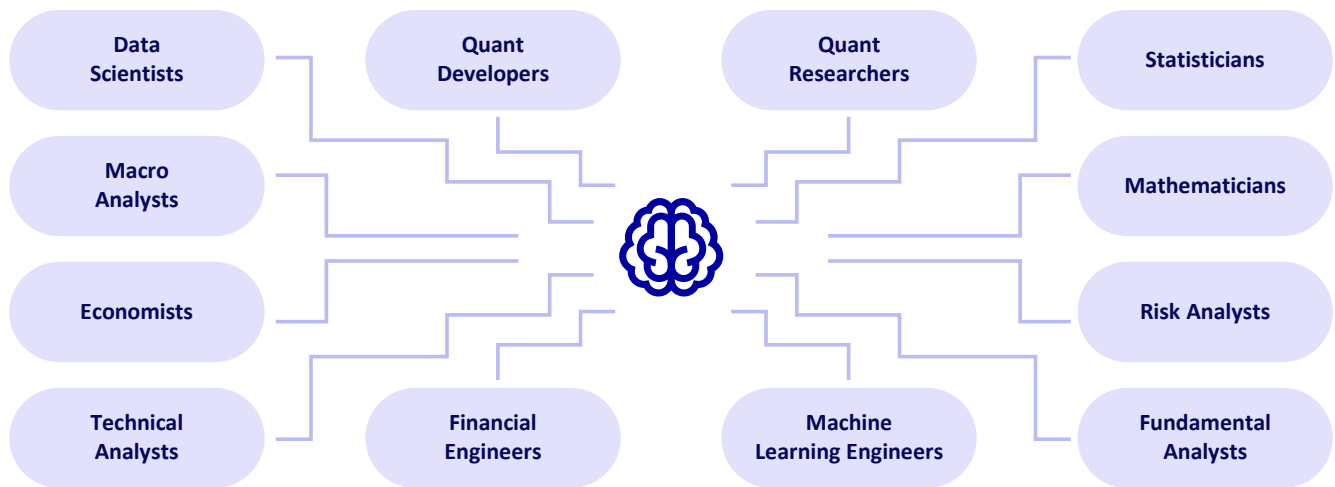 Data
Scientists
Quant
Developers
Quant
Researchers
Statisticians
Macro
Analysts
Mathematicians
Economists
Risk Analysts
Technical
Analysts
Financial
Engineers
Machine
Learning Engineers
Fundamental
Analysts